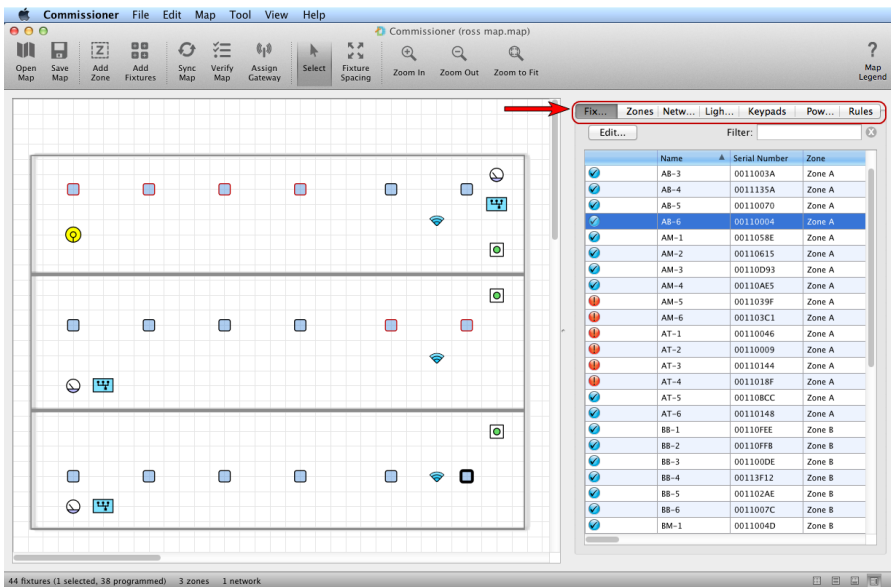 Commissioner File Edit Map Tool View Help
Commissioner (ross map.map)
Open Map
Save Map
Add Zone
Add Fixtures
Sync Map
Verify Map
Assign Gateway
Select
Fixture Spacing
Zoom In
Zoom Out
Zoom to Fit
?
Map Legend
Fix... Zones Netw... Ligh... Keypads Pow... Rules
Edit... Filter:
Name Serial Number Zone
AB-3 0011003A Zone A
AB-4 0011135A Zone A
AB-5 00110070 Zone A
AB-6 00110004 Zone A
AM-1 0011058E Zone A
AM-2 00110615 Zone A
AM-3 00110D93 Zone A
AM-4 00110AE5 Zone A
AM-5 0011039F Zone A
AM-6 001103C1 Zone A
AT-1 00110046 Zone A
AT-2 00110009 Zone A
AT-3 00110144 Zone A
AT-4 0011018F Zone A
AT-5 00110BCC Zone A
AT-6 00110148 Zone A
BB-1 00110FEE Zone B
BB-2 00110FFB Zone B
BB-3 001100DE Zone B
BB-4 00113F12 Zone B
BB-5 001102AE Zone B
BB-6 0011007C Zone B
BM-1 0011004D Zone B
44 fixtures (1 selected, 38 programmed) 3 zones 1 network